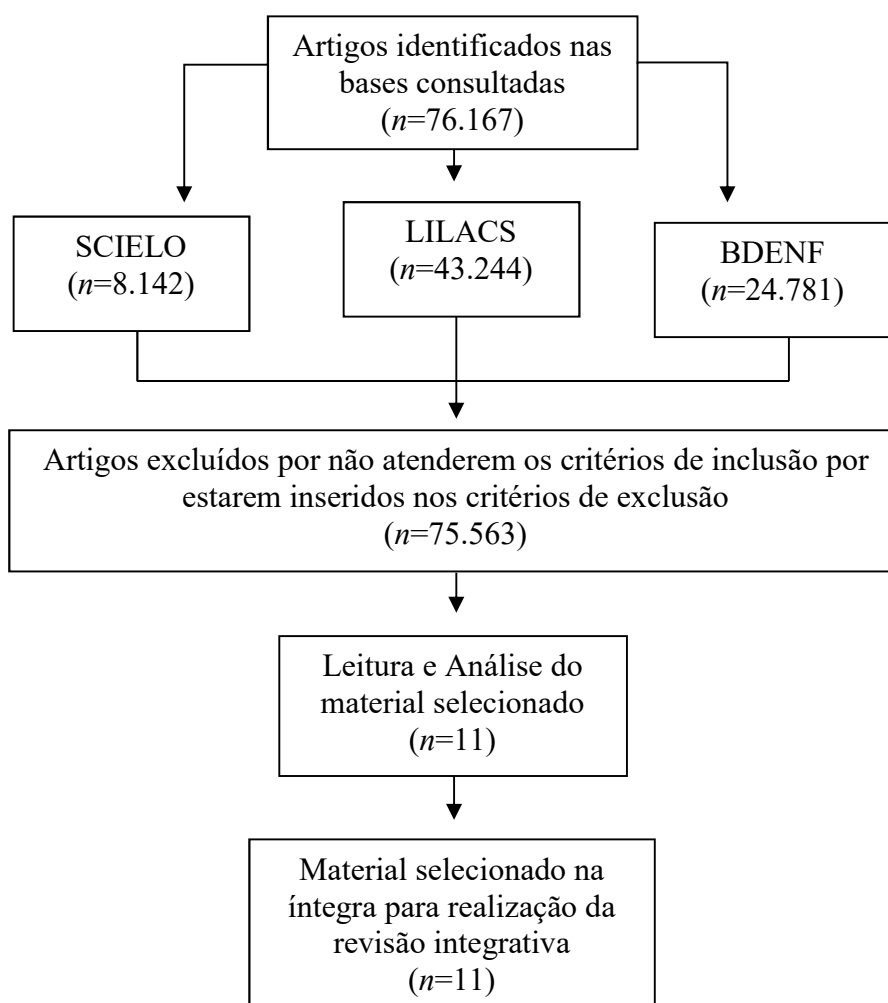 Artigos identificados nas
bases consultadas
(n=76.167)
SCIELO
(n=8.142)
LILACS
(n=43.244)
BDENF
(n=24.781)
Artigos excluídos por não atenderem os critérios de inclusão por
estarem inseridos nos critérios de exclusão
(n=75.563)
Leitura e Análise do
material selecionado
(n=11)
Material selecionado na
íntegra para realização da
revisão integrativa
(n=11)